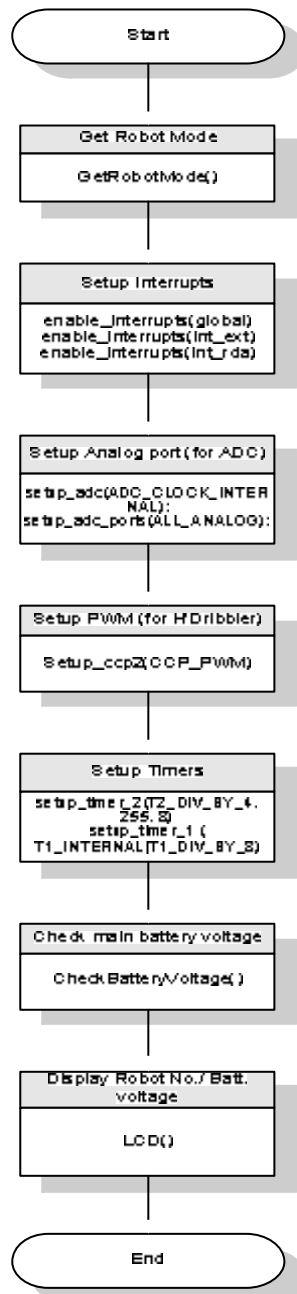 Start
Get Robot Mode
GetRobotMode()
Setup Interrupts
enable_interrupts(global)
enable_interrupts(int_ext)
enable_interrupts(int_rda)
Setup Analog port (for ADC)
setup_adc(ADC_CLOCK_INTER
NAL);
setup_adc_ports(ALL_ANALOG);
Setup PWM (for H'Dribbler)
Setup_ccp2(CCP_PWM)
Setup Timers
setup_timer_2(T2_DIV_BY_4,
255, 8)
setup_timer_1 (
T1_INTERNAL|T1_DIV_BY_8)
Check main battery voltage
CheckBatteryVoltage()
Display Robot No./ Batt.
voltage
LCD()
End